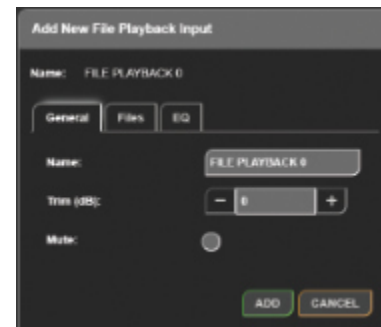 Add New File Playback Input
Name: FILE PLAYBACK 0
General Files EQ
Name: FILE PLAYBACK 0
Trim (dB): − 0 +
Mute:
ADD CANCEL